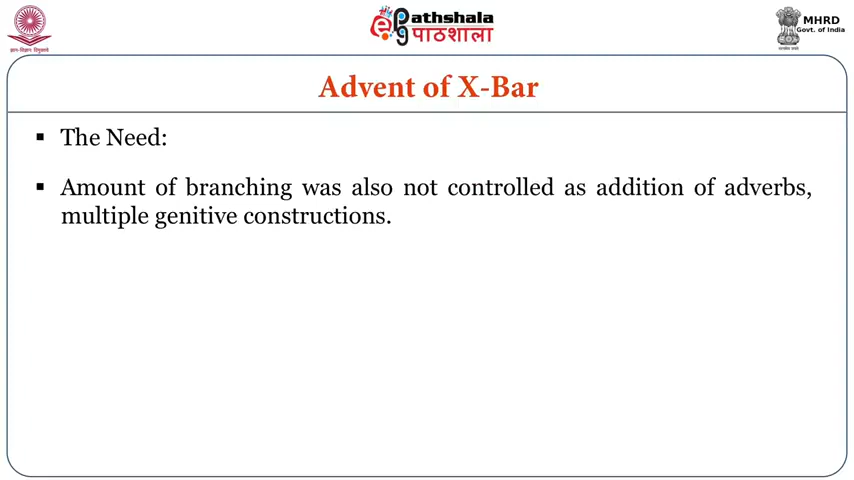 ePG Pathshala
पाठशाला
MHRD
Govt. of India
Advent of X-Bar
▪ The Need:
▪ Amount of branching was also not controlled as addition of adverbs,
multiple genitive constructions.